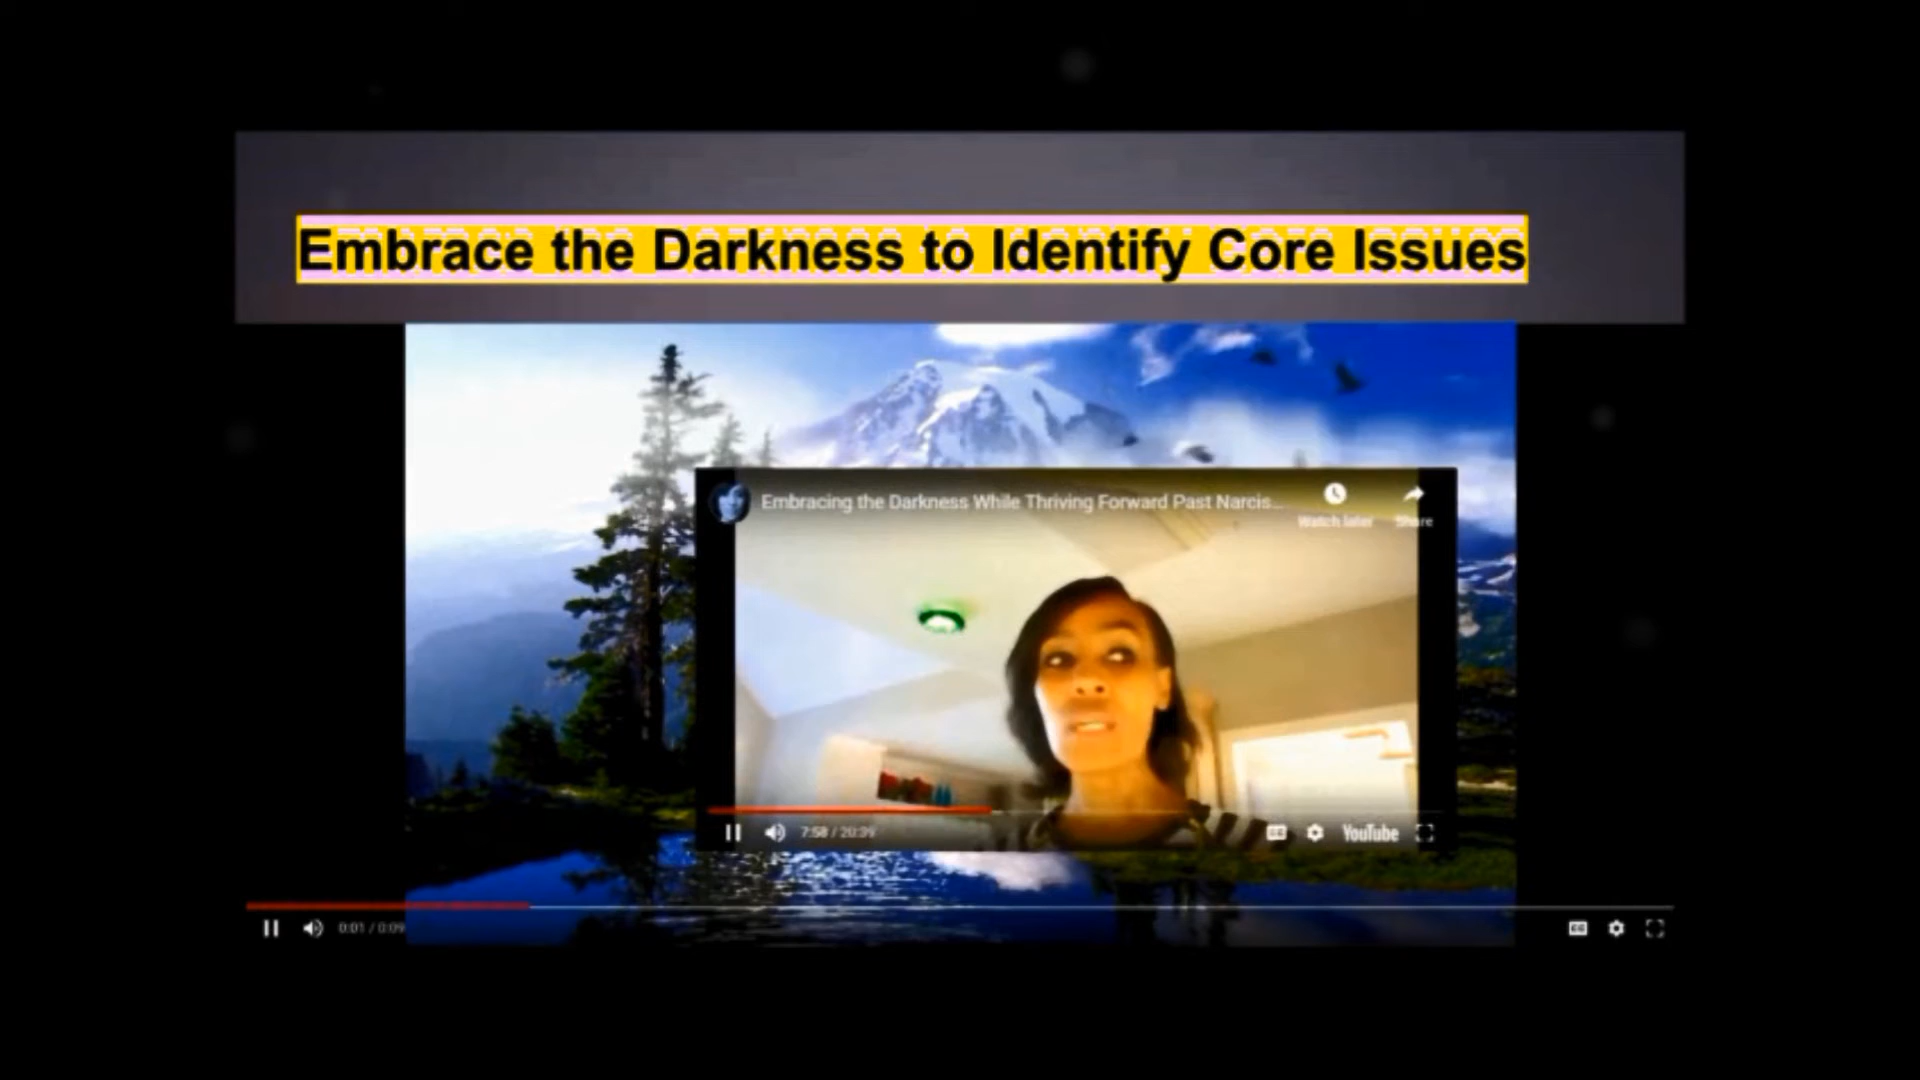 Embrace the Darkness to Identify Core Issues
Embracing the Darkness While Thriving Forward Past Narcis...
Watch later
Share
7:58 / 20:39
YouTube
0:01 / 0:09